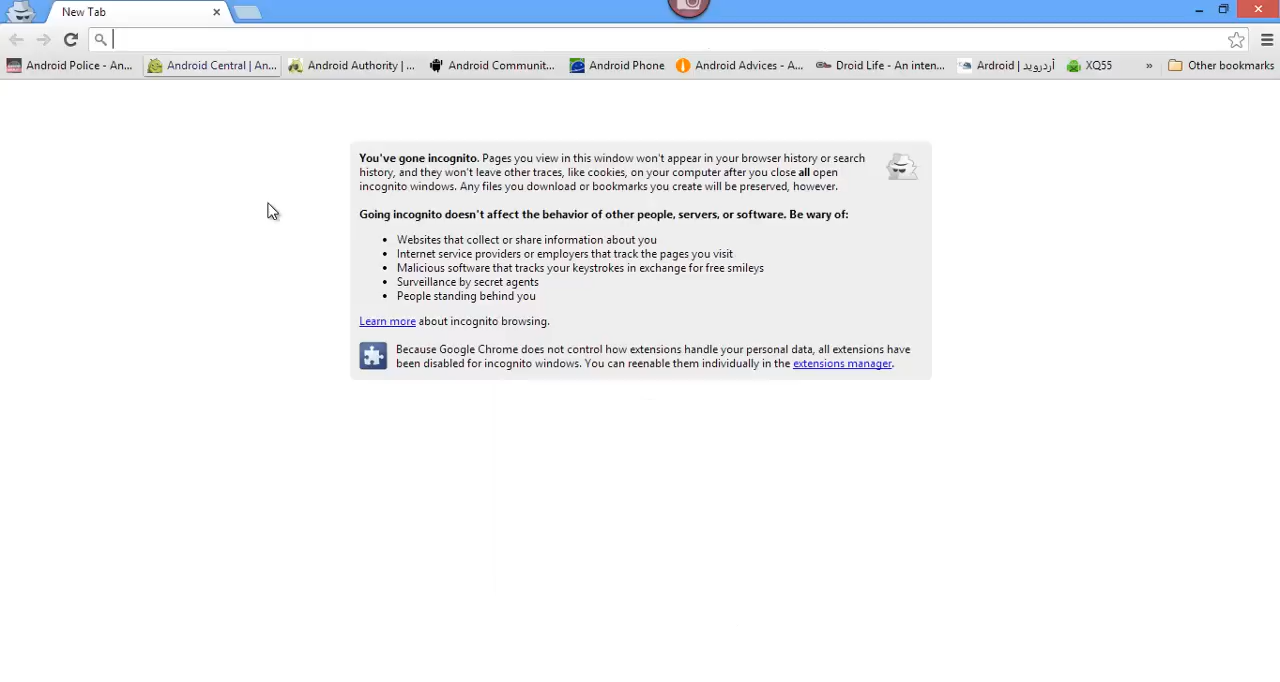 New Tab
Android Police - An... Android Central | An... Android Authority | ... Android Communit... Android Phone Android Advices - A... Droid Life - An inten... Ardroid | أردرويد XQ55 » Other bookmarks
You've gone incognito. Pages you view in this window won't appear in your browser history or search
history, and they won't leave other traces, like cookies, on your computer after you close all open
incognito windows. Any files you download or bookmarks you create will be preserved, however.
Going incognito doesn't affect the behavior of other people, servers, or software. Be wary of:
• Websites that collect or share information about you
• Internet service providers or employers that track the pages you visit
• Malicious software that tracks your keystrokes in exchange for free smileys
• Surveillance by secret agents
• People standing behind you
Learn more about incognito browsing.
Because Google Chrome does not control how extensions handle your personal data, all extensions have
been disabled for incognito windows. You can reenable them individually in the extensions manager.